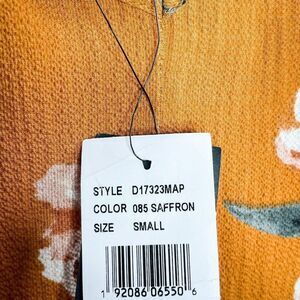 STYLE D17323MAP
COLOR 085 SAFFRON
SIZE SMALL
1 92086 06550 6